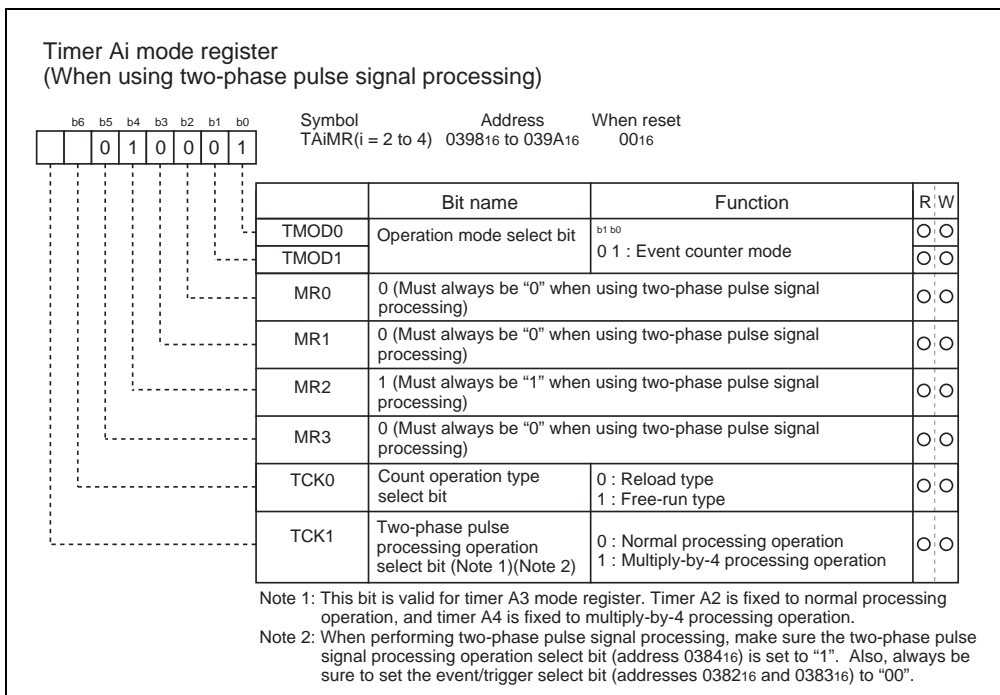 Timer Ai mode register
(When using two-phase pulse signal processing)
b6 b5 b4 b3 b2 b1 b0
0 1 0 0 0 1
Symbol Address When reset
TAiMR(i = 2 to 4) 039816 to 039A16 0016
Bit name Function R W
TMOD0 Operation mode select bit b1 b0
TMOD1 0 1 : Event counter mode
MR0 0 (Must always be “0” when using two-phase pulse signal
processing)
MR1 0 (Must always be “0” when using two-phase pulse signal
processing)
MR2 1 (Must always be “1” when using two-phase pulse signal
processing)
MR3 0 (Must always be “0” when using two-phase pulse signal
processing)
TCK0 Count operation type 0 : Reload type
select bit 1 : Free-run type
TCK1 Two-phase pulse
processing operation 0 : Normal processing operation
select bit (Note 1)(Note 2) 1 : Multiply-by-4 processing operation
Note 1: This bit is valid for timer A3 mode register. Timer A2 is fixed to normal processing
operation, and timer A4 is fixed to multiply-by-4 processing operation.
Note 2: When performing two-phase pulse signal processing, make sure the two-phase pulse
signal processing operation select bit (address 038416) is set to “1”. Also, always be
sure to set the event/trigger select bit (addresses 038216 and 038316) to “00”.